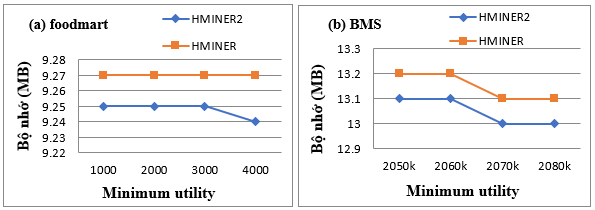 (a) foodmart
HMINER2
HMINER
Bộ nhớ (MB)
9.28
9.27
9.26
9.25
9.24
9.23
9.22
1000 2000 3000 4000
Minimum utility
(b) BMS
HMINER2
HMINER
Bộ nhớ (MB)
13.3
13.2
13.1
13
12.9
2050k 2060k 2070k 2080k
Minimum utility